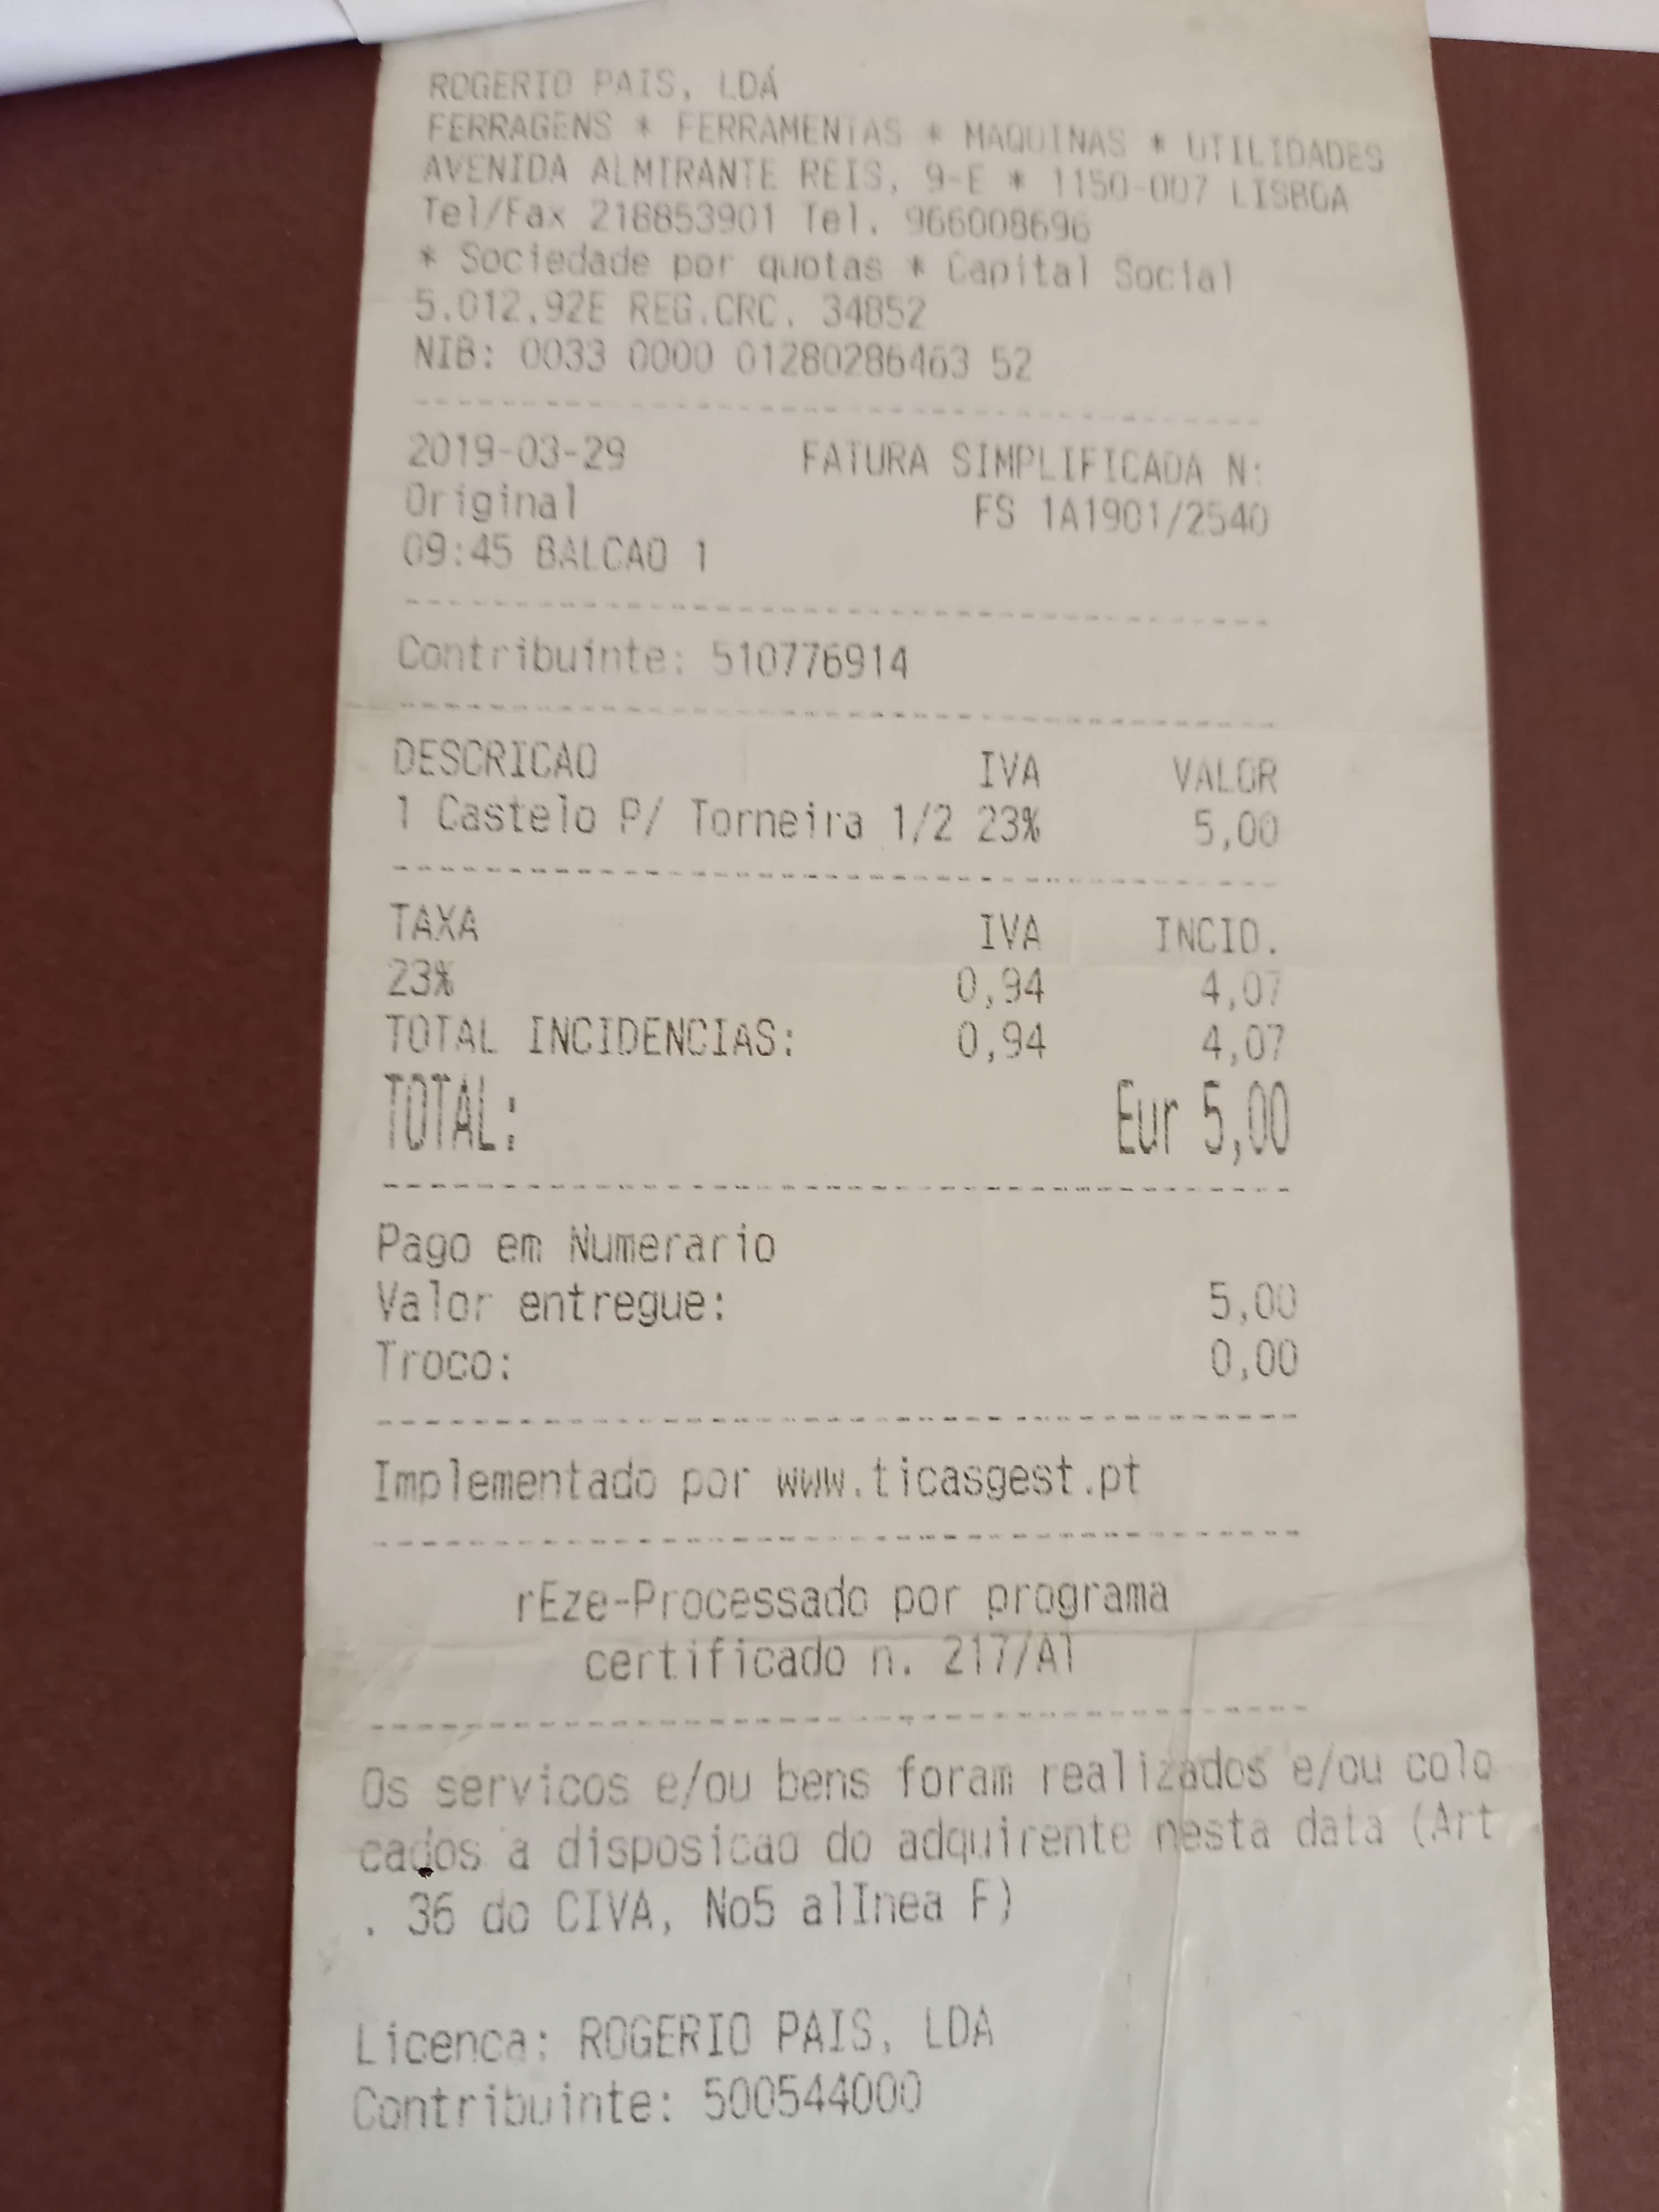 ROGERIO PAIS, LDÁ
FERRAGENS * FERRAMENTAS * MAQUINAS * UTILIDADES
AVENIDA ALMIRANTE REIS, 9-E * 1150-007 LISBOA
Tel/Fax 218853901 Tel. 966008696
* Sociedade por quotas * Capital Social
5.012,92E REG.CRC. 34852
NIB: 0033 0000 01280286463 52
2019-03-29 FATURA SIMPLIFICADA N:
Original FS 1A1901/2540
09:45 BALCAO 1
Contribuinte: 510776914
DESCRICAO IVA VALOR
1 Castelo P/ Torneira 1/2 23% 5,00
TAXA IVA INCID.
23% 0,94 4,07
TOTAL INCIDENCIAS: 0,94 4,07
TOTAL: Eur 5,00
Pago em Numerario
Valor entregue: 5,00
Troco: 0,00
Implementado por www.ticasgest.pt
rEze-Processado por programa
certificado n. 217/AT
Os servicos e/ou bens foram realizados e/ou colo
cados a disposicao do adquirente nesta data (Art
. 36 do CIVA, No5 alInea F)
Licenca: ROGERIO PAIS, LDA
Contribuinte: 500544000